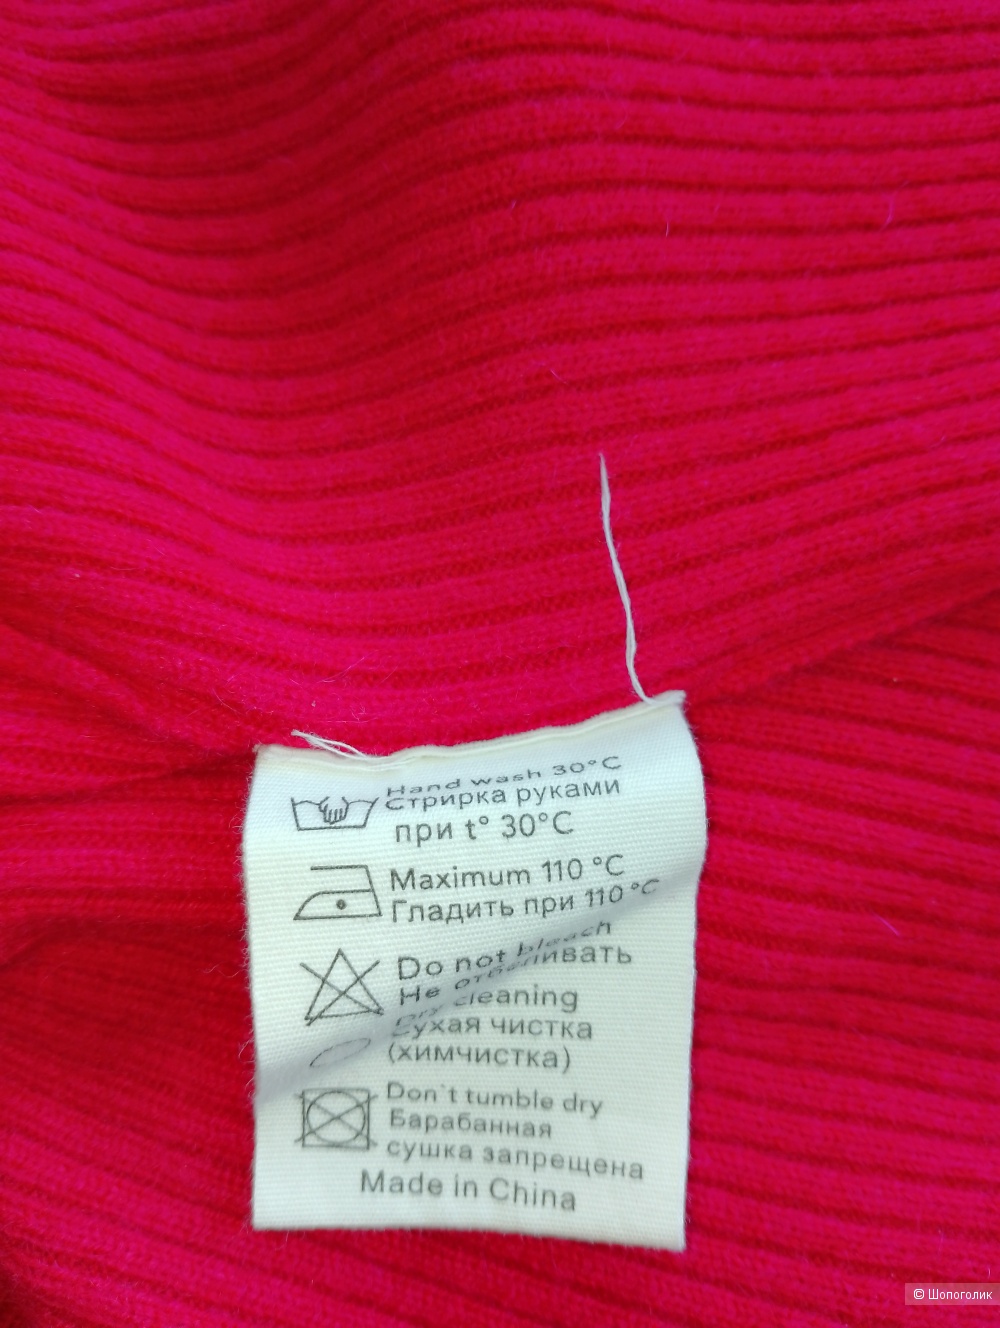 Hand wash 30°C
Стрирка руками
при t° 30°C
Maximum 110 °C
Гладить при 110 °C
Do not bleach
Не отбеливать
Dry cleaning
Сухая чистка
(химчистка)
Don`t tumble dry
Барабанная
сушка запрещена
Made in China
© Шопоголик